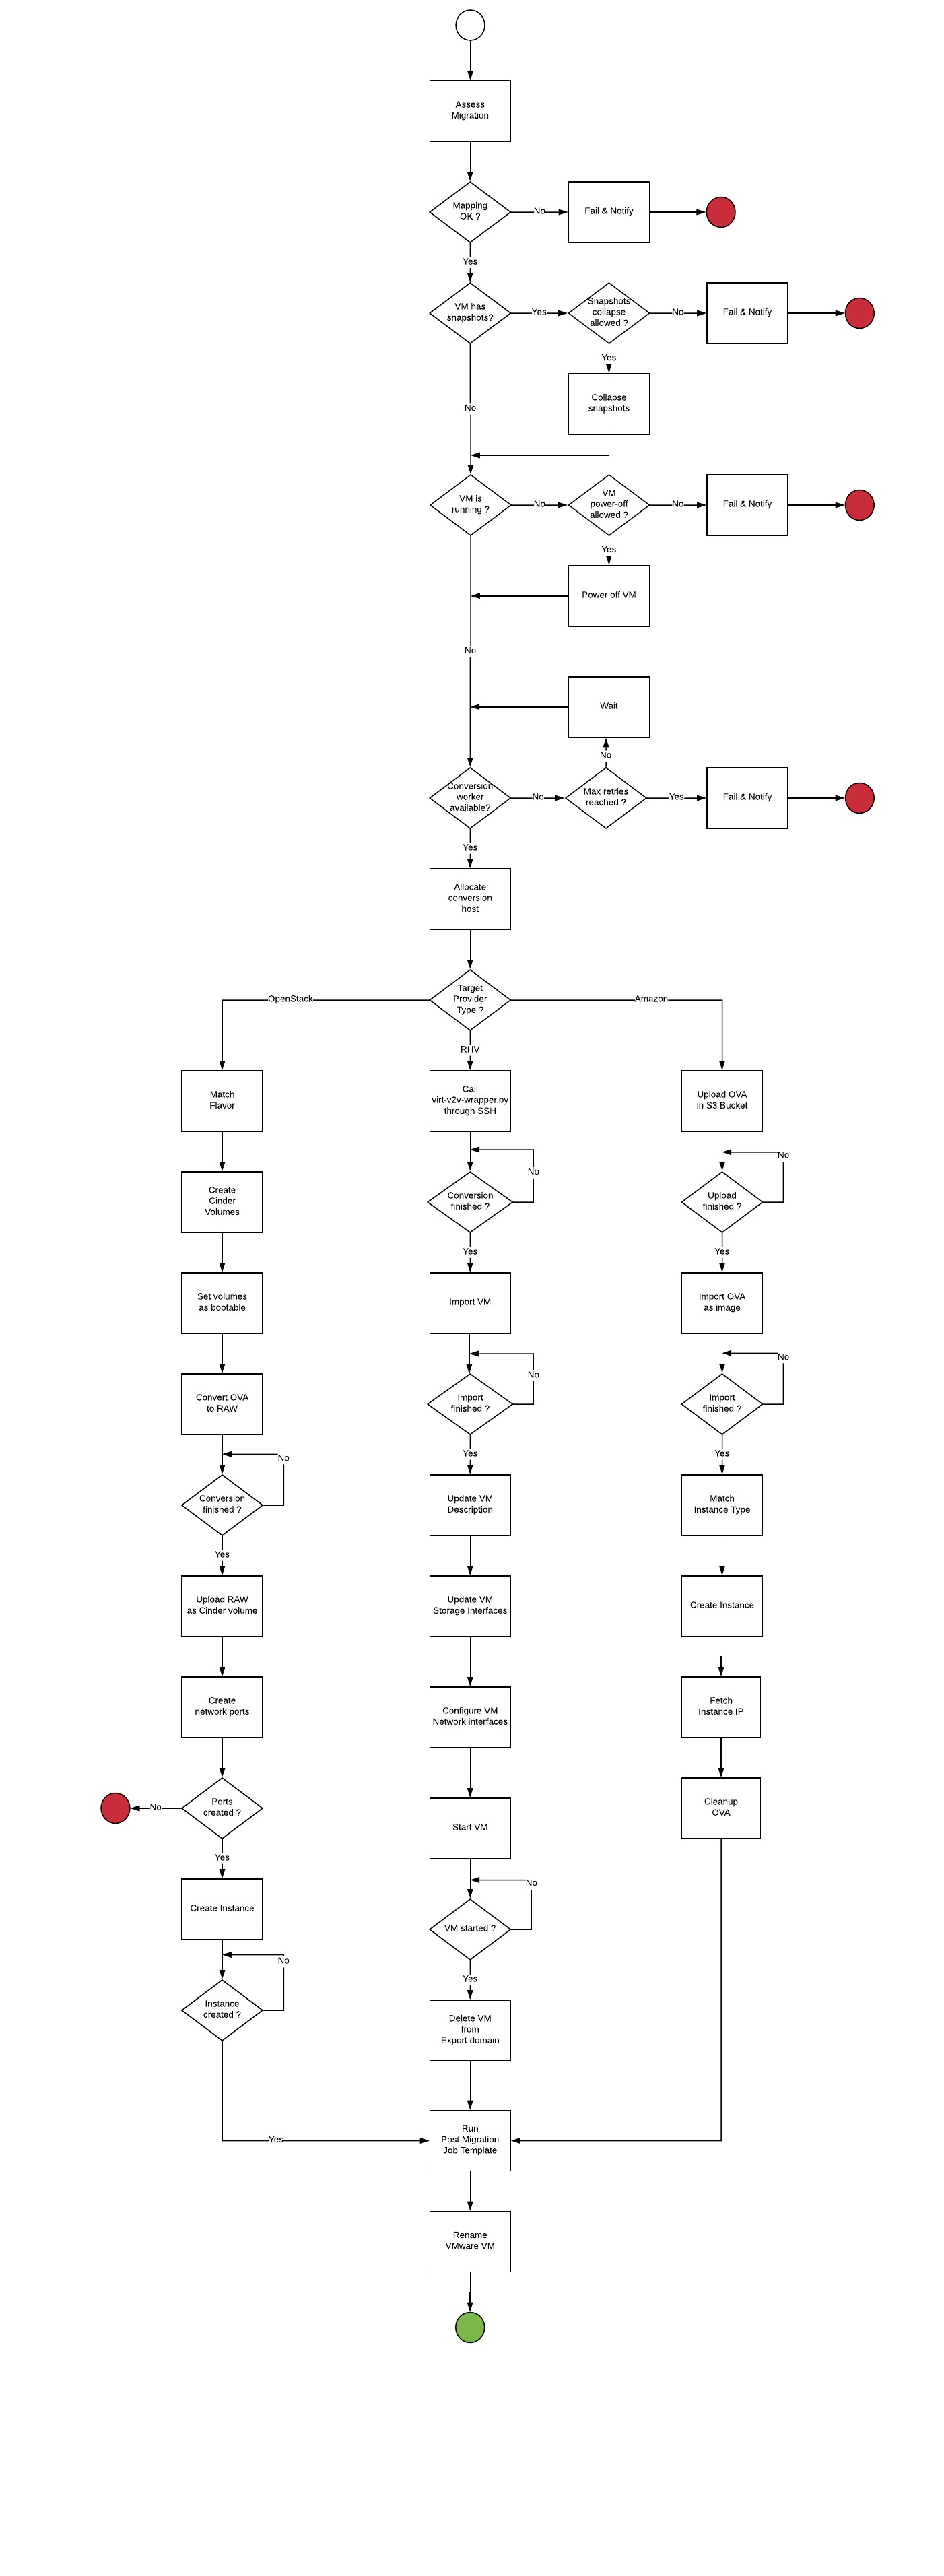 Assess
Migration
Mapping
OK ?
No
Fail & Notify
Yes
VM has
snapshots?
Yes
Snapshots
collapse
allowed ?
No
Fail & Notify
Yes
Collapse
snapshots
No
VM is
running ?
No
VM
power-off
allowed ?
No
Fail & Notify
Yes
Power off VM
No
Wait
No
Conversion
worker
available?
No
Max retries
reached ?
Yes
Fail & Notify
Yes
Allocate
conversion
host
OpenStack
Target
Provider
Type ?
Amazon
RHV
Match
Flavor
Create
Cinder
Volumes
Set volumes
as bootable
Convert OVA
to RAW
No
Conversion
finished ?
Yes
Upload RAW
as Cinder volume
Create
network ports
No
Ports
created ?
Yes
Create Instance
No
Instance
created ?
Yes
Call
virt-v2v-wrapper.py
through SSH
No
Conversion
finished ?
Yes
Import VM
No
Import
finished ?
Yes
Update VM
Description
Update VM
Storage Interfaces
Configure VM
Network interfaces
Start VM
No
VM started ?
Yes
Delete VM
from
Export domain
Upload OVA
in S3 Bucket
No
Upload
finished ?
Yes
Import OVA
as image
No
Import
finished ?
Yes
Match
Instance Type
Create Instance
Fetch
Instance IP
Cleanup
OVA
Run
Post Migration
Job Template
Rename
VMware VM